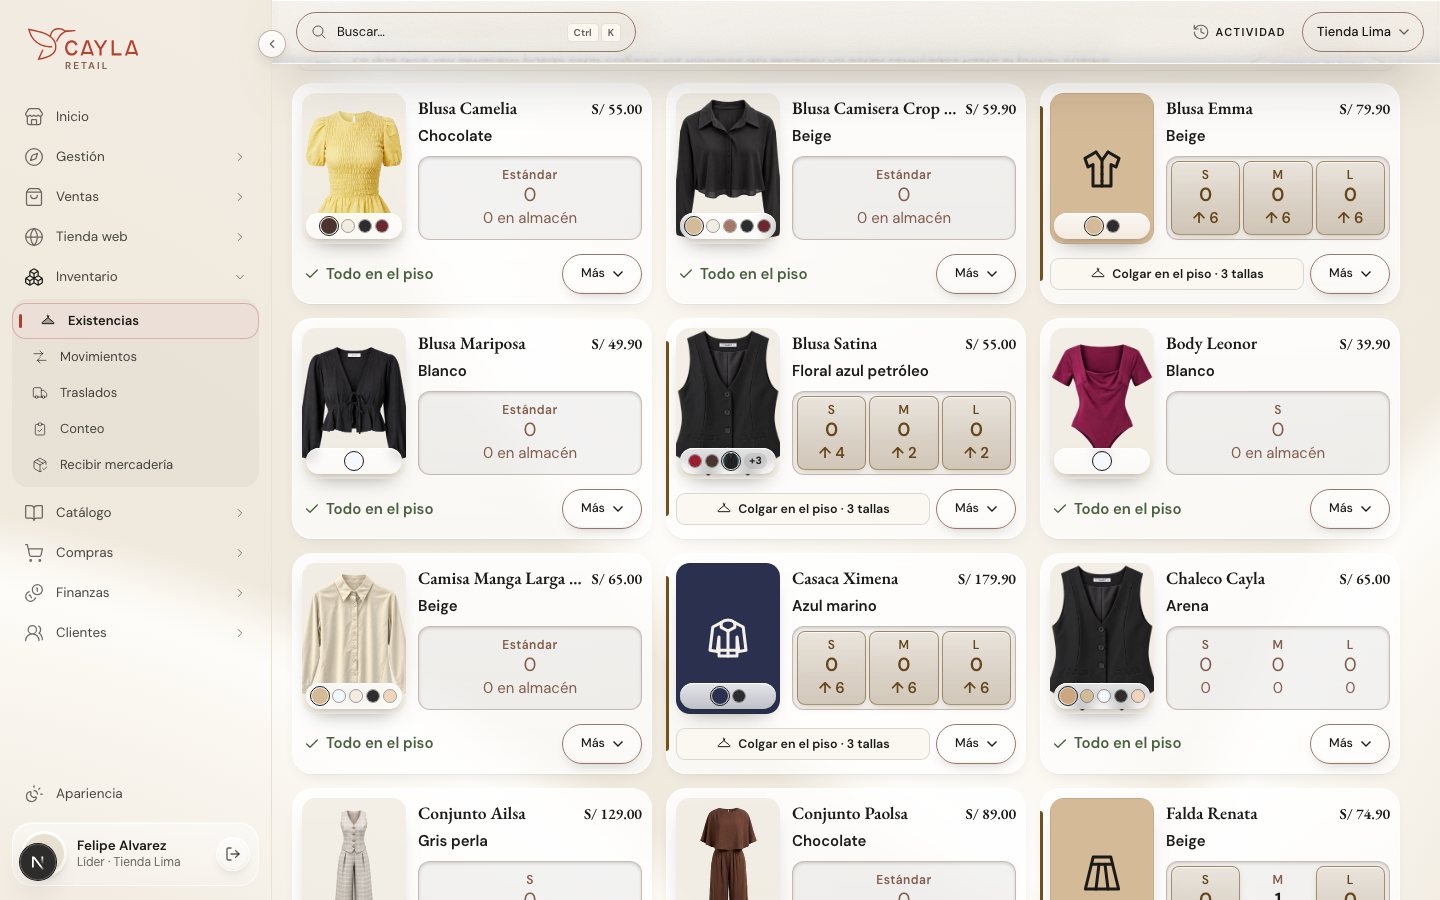 CAYLA
RETAIL
Buscar...
Ctrl K
ACTIVIDAD
Tienda Lima
Inicio
Gestión
Ventas
Tienda web
Inventario
Existencias
Movimientos
Traslados
Conteo
Recibir mercadería
Catálogo
Compras
Finanzas
Clientes
Apariencia
N
Felipe Alvarez
Líder · Tienda Lima
Blusa Camelia S/ 55.00
Chocolate
Estándar
0
0 en almacén
Todo en el piso
Más
Blusa Camisera Crop ... S/ 59.90
Beige
Estándar
0
0 en almacén
Todo en el piso
Más
Blusa Emma S/ 79.90
Beige
S M L
0 0 0
↑ 6 ↑ 6 ↑ 6
Colgar en el piso · 3 tallas
Más
Blusa Mariposa S/ 49.90
Blanco
Estándar
0
0 en almacén
Todo en el piso
Más
Blusa Satina S/ 55.00
Floral azul petróleo
S M L
0 0 0
↑ 4 ↑ 2 ↑ 2
+3
Colgar en el piso · 3 tallas
Más
Body Leonor S/ 39.90
Blanco
S
0
0 en almacén
Todo en el piso
Más
Camisa Manga Larga ... S/ 65.00
Beige
Estándar
0
0 en almacén
Todo en el piso
Más
Casaca Ximena S/ 179.90
Azul marino
S M L
0 0 0
↑ 6 ↑ 6 ↑ 6
Colgar en el piso · 3 tallas
Más
Chaleco Cayla S/ 65.00
Arena
S M L
0 0 0
0 0 0
Todo en el piso
Más
Conjunto Ailsa S/ 129.00
Gris perla
S
0
Conjunto Paolsa S/ 89.00
Chocolate
Estándar
0
Falda Renata S/ 74.90
Beige
S M L
0 1 0